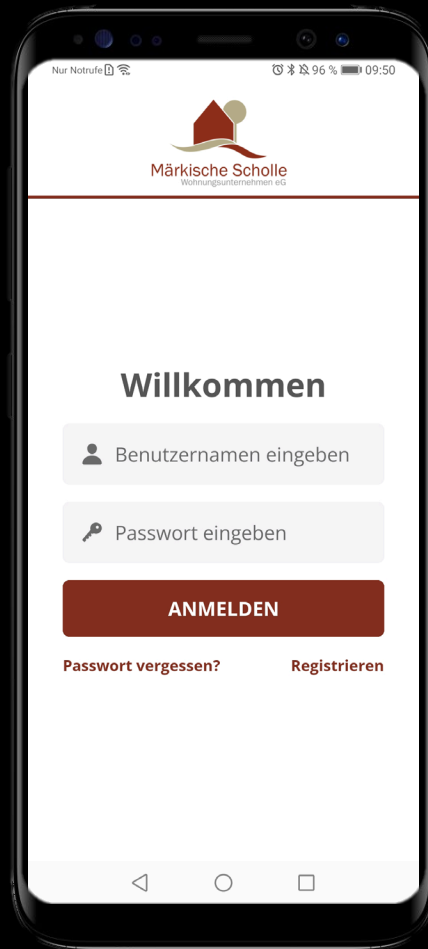 Nur Notrufe 96 % 09:50
Märkische Scholle
Wohnungsunternehmen eG
Willkommen
Benutzernamen eingeben
Passwort eingeben
ANMELDEN
Passwort vergessen? Registrieren